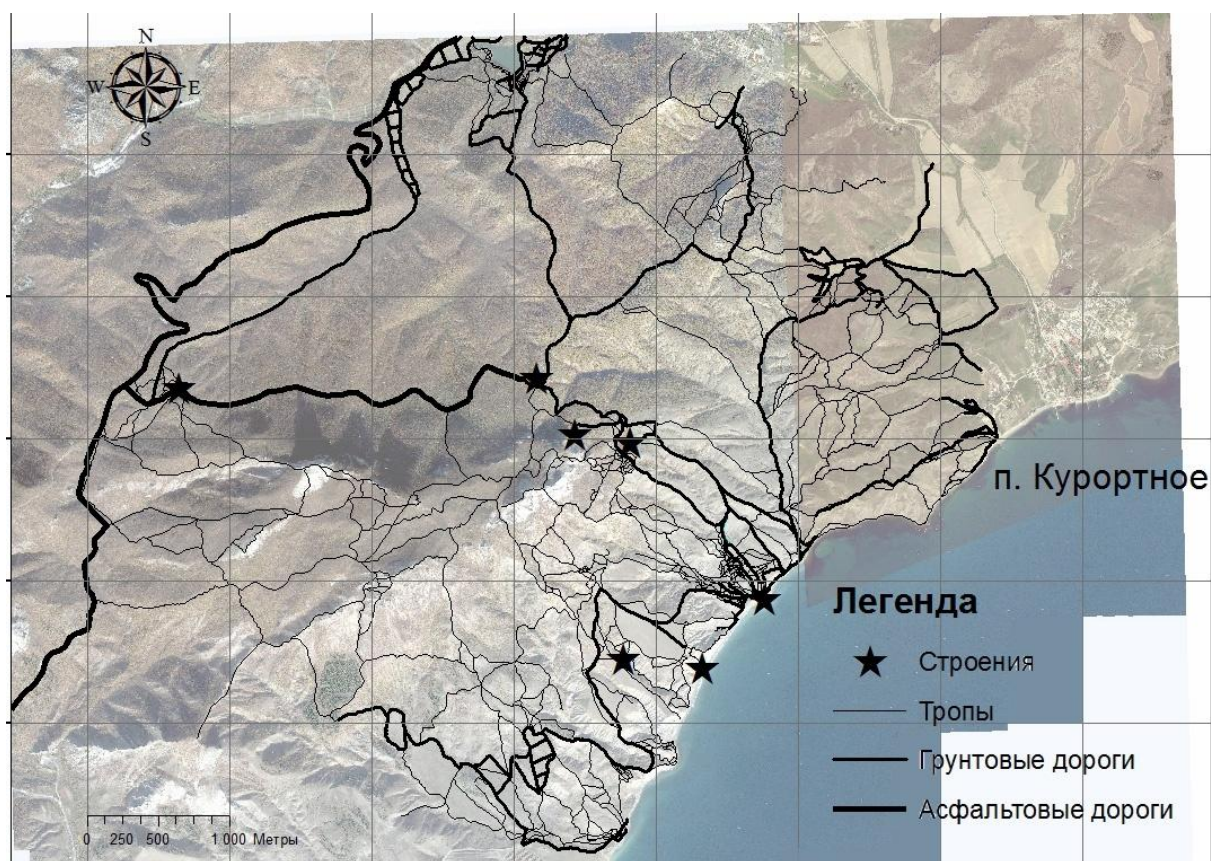 N
W E
S
п. Курортное
Легенда
Строения
Тропы
Грунтовые дороги
Асфальтовые дороги
0 250 500 1 000 Метры